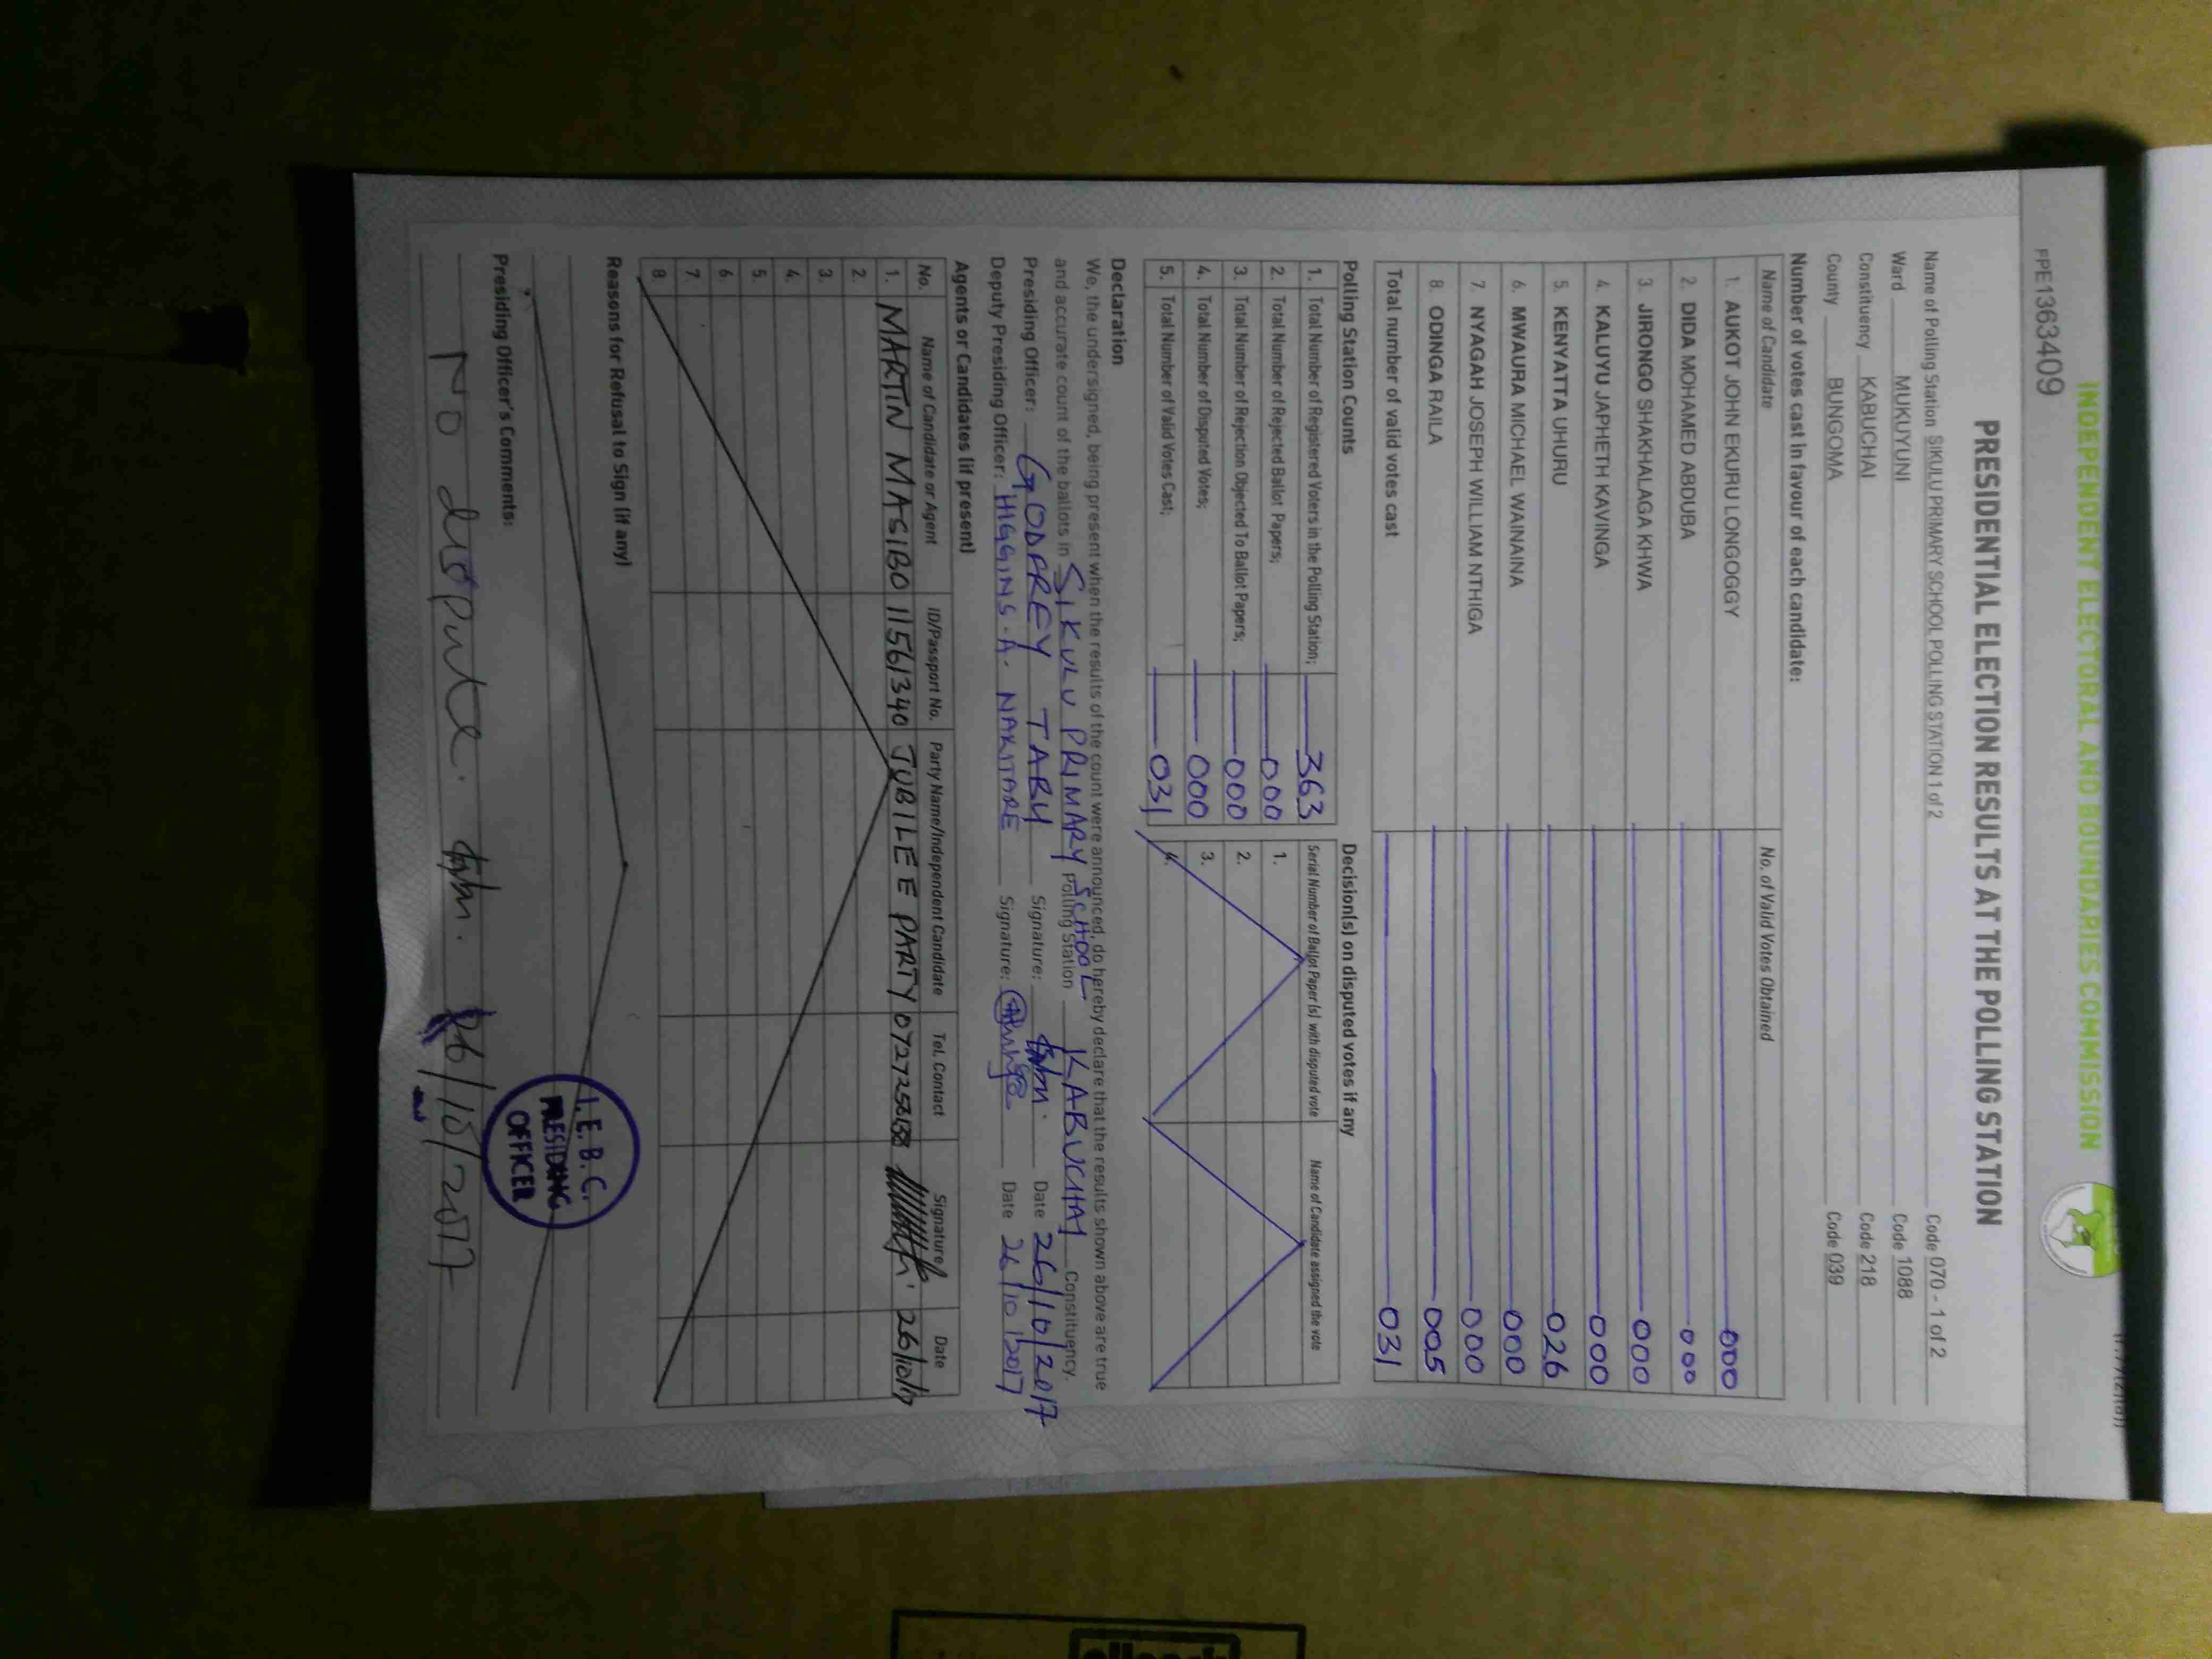 INDEPENDENT ELECTORAL AND BOUNDARIES COMMISSION
FPE1363409
PRESIDENTIAL ELECTION RESULTS AT THE POLLING STATION
Name of Polling Station SIKULU PRIMARY SCHOOL POLLING STATION 1 of 2 Code 070 - 1 of 2
Ward MUKUYUNI Code 1088
Constituency KABUCHAI Code 218
County BUNGOMA Code 039
Number of votes cast in favour of each candidate:
Name of Candidate No. of Valid Votes Obtained
1. AUKOT JOHN EKURU LONGOGGY 000
2. DIDA MOHAMED ABDUBA 000
3. JIRONGO SHAKHALAGA KHWA 000
4. KALUYU JAPHETH KAVINGA 000
5. KENYATTA UHURU 026
6. MWAURA MICHAEL WAINAINA 000
7. NYAGAH JOSEPH WILLIAM NTHIGA 000
8. ODINGA RAILA 005
Total number of valid votes cast 031
Polling Station Counts Decision(s) on disputed votes if any
1. Total Number of Registered Voters in the Polling Station; 363 Serial Number of Ballot Paper (s) with disputed vote Name of Candidate assigned the vote
2. Total Number of Rejected Ballot Papers; 000 1.
3. Total Number of Rejection Objected To Ballot Papers; 000 2.
4. Total Number of Disputed Votes; 000 3.
5. Total Number of Valid Votes Cast; 031 4.
Declaration
We, the undersigned, being present when the results of the count were announced, do hereby declare that the results shown above are true
and accurate count of the ballots in SIKULU PRIMARY SCHOOL Polling Station KABUCHAI Constituency.
Presiding Officer: GODFREY TABU Signature: Date 26/10/2017
Deputy Presiding Officer: HIGGINS.A. NAKITARE Signature: Date 26/10/2017
Agents or Candidates (if present)
No. Name of Candidate or Agent ID/Passport No. Party Name/Independent Candidate Tel. Contact Signature Date
1. MARTIN MASIBO 11561340 JUBILEE PARTY 26/10/17
2.
3.
4.
5.
6.
7.
8.
Reasons for Refusal to Sign (if any)
I.E.B.C.
PRESIDING
OFFICER
Presiding Officer's Comments:
No dispute. 26/10/2017